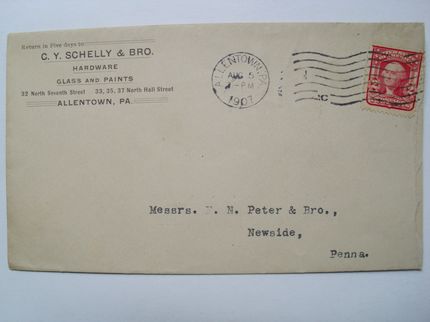 Return in Five days to
C. Y. SCHELLY & BRO.
HARDWARE
GLASS AND PAINTS
32 North Seventh Street 33, 35, 37 North Hall Street
ALLENTOWN, PA.
ALLENTOWN, PA.
AUG 5
PM
1907
Messrs. N. Peter & Bro.,
Newside,
Penna.